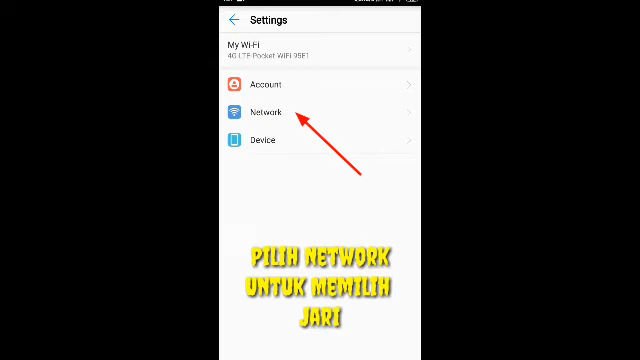 Settings
My Wi-Fi
4G LTE Pocket WiFi 95E1
Account
Network
Device
PILIH NETWORK
UNTUK MEMILIH
JARI